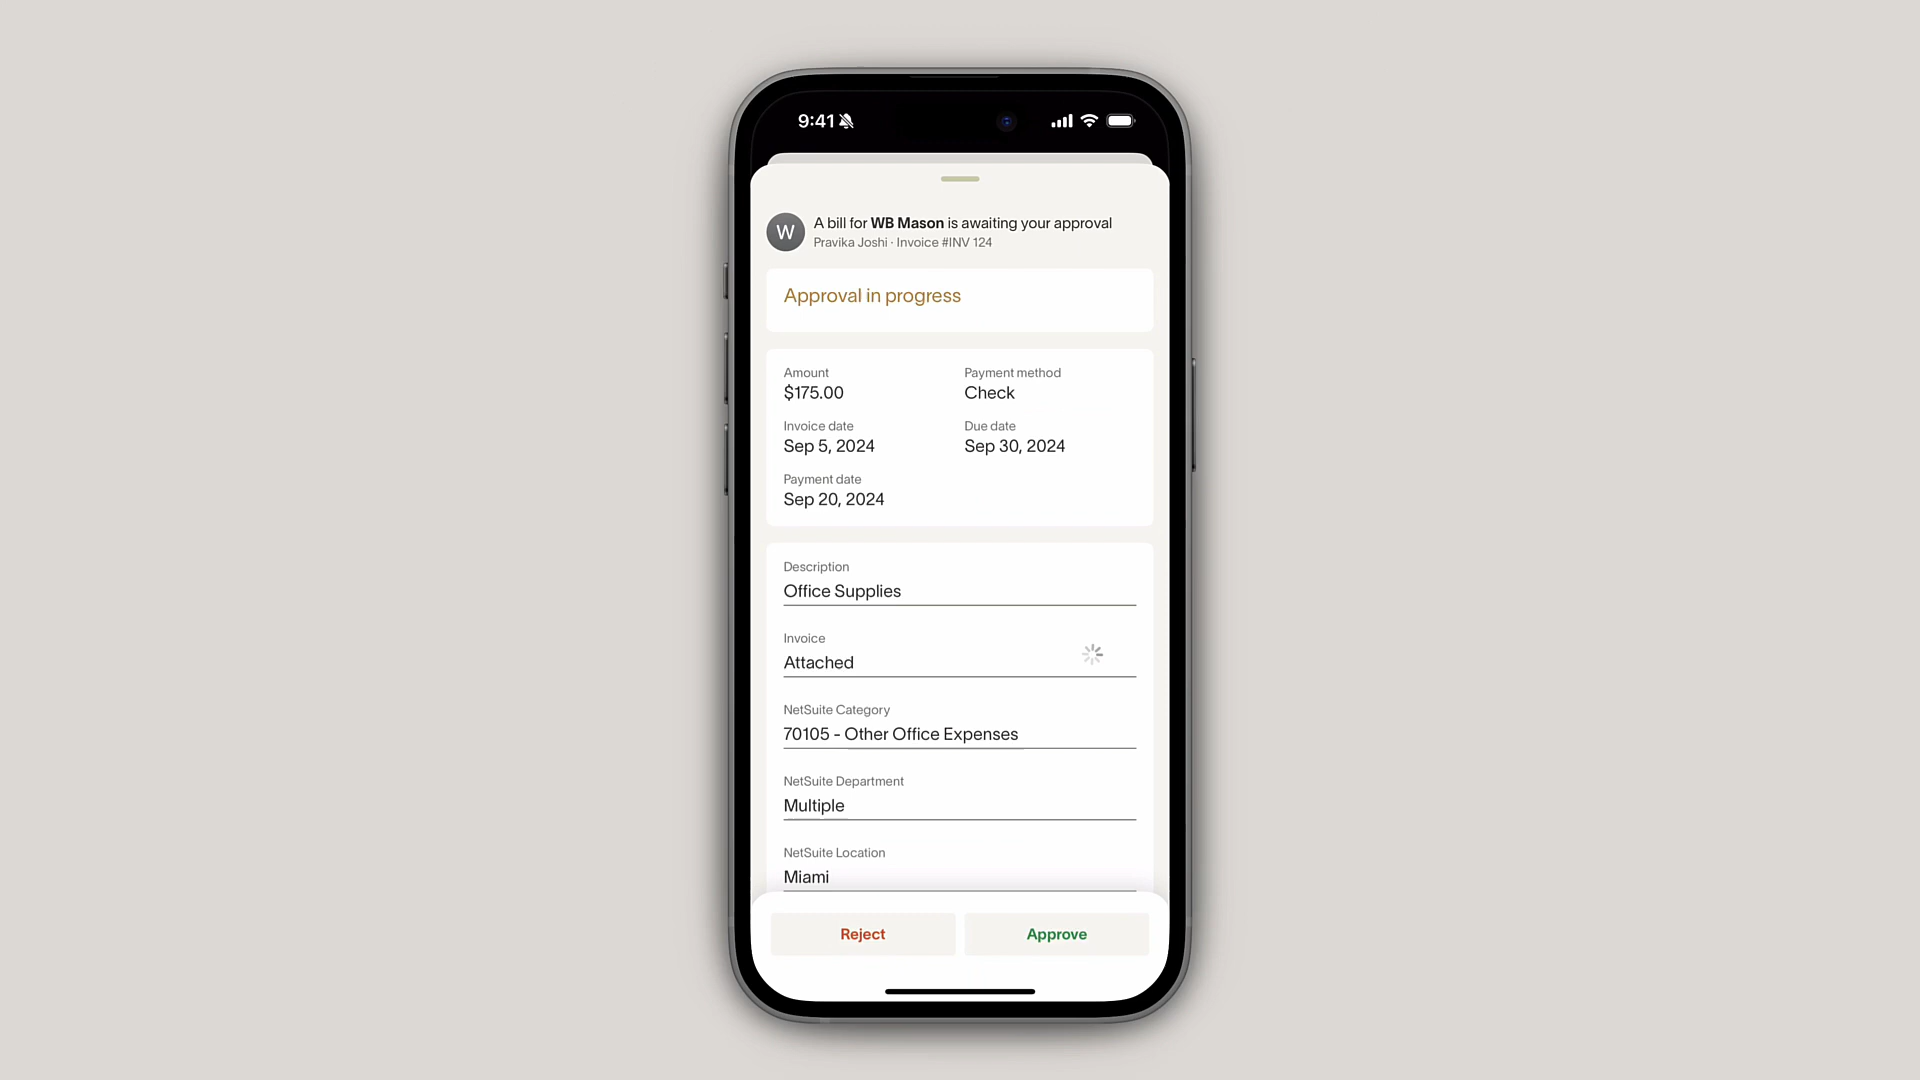 9:41
W
A bill for WB Mason is awaiting your approval
Pravika Joshi · Invoice #INV 124
Approval in progress
Amount
$175.00
Payment method
Check
Invoice date
Sep 5, 2024
Due date
Sep 30, 2024
Payment date
Sep 20, 2024
Description
Office Supplies
Invoice
Attached
NetSuite Category
70105 - Other Office Expenses
NetSuite Department
Multiple
NetSuite Location
Miami
Reject
Approve